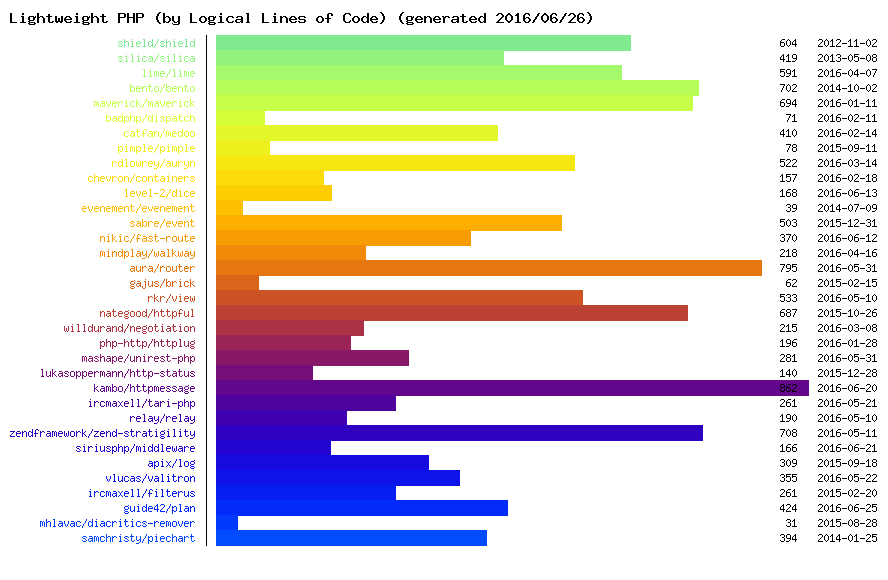 Lightweight PHP (by Logical Lines of Code) (generated 2016/06/26)
shield/shield 604 2012-11-02
silica/silica 419 2013-05-08
lime/lime 591 2016-04-07
bento/bento 702 2014-10-02
maverick/maverick 694 2016-01-11
badphp/dispatch 71 2016-02-11
catfan/medoo 410 2016-02-14
pimple/pimple 78 2015-09-11
rdlowrey/auryn 522 2016-03-14
chevron/containers 157 2016-02-18
level-2/dice 168 2016-06-13
evenement/evenement 39 2014-07-09
sabre/event 503 2015-12-31
nikic/fast-route 370 2016-06-12
mindplay/walkway 218 2016-04-16
aura/router 795 2016-05-31
gajus/brick 62 2015-02-15
rkr/view 533 2016-05-10
nategood/httpful 687 2015-10-26
willdurand/negotiation 215 2016-03-08
php-http/httplug 196 2016-01-28
mashape/unirest-php 281 2016-05-31
lukasoppermann/http-status 140 2015-12-28
kambo/httpmessage 862 2016-06-20
ircmaxell/tari-php 261 2016-05-21
relay/relay 190 2016-05-10
zendframework/zend-stratigility 708 2016-05-11
siriusphp/middleware 166 2016-06-21
apix/log 309 2015-09-18
vlucas/valitron 355 2016-05-22
ircmaxell/filterus 261 2015-02-20
guide42/plan 424 2016-06-25
mhlavac/diacritics-remover 31 2015-08-28
samchristy/piechart 394 2014-01-25